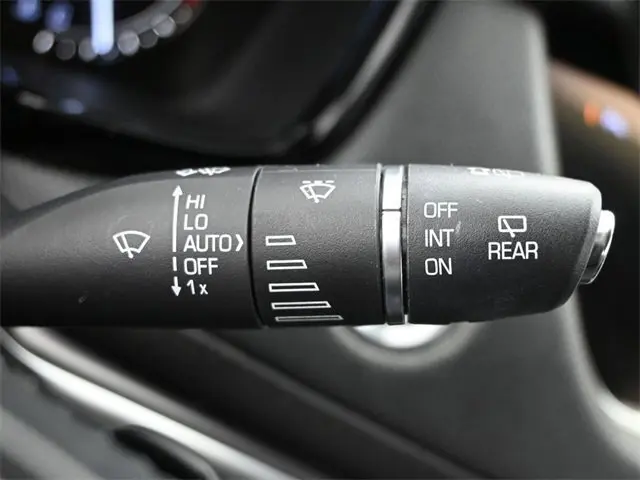 HI
LO
AUTO
OFF
1x
OFF
INT
ON
REAR